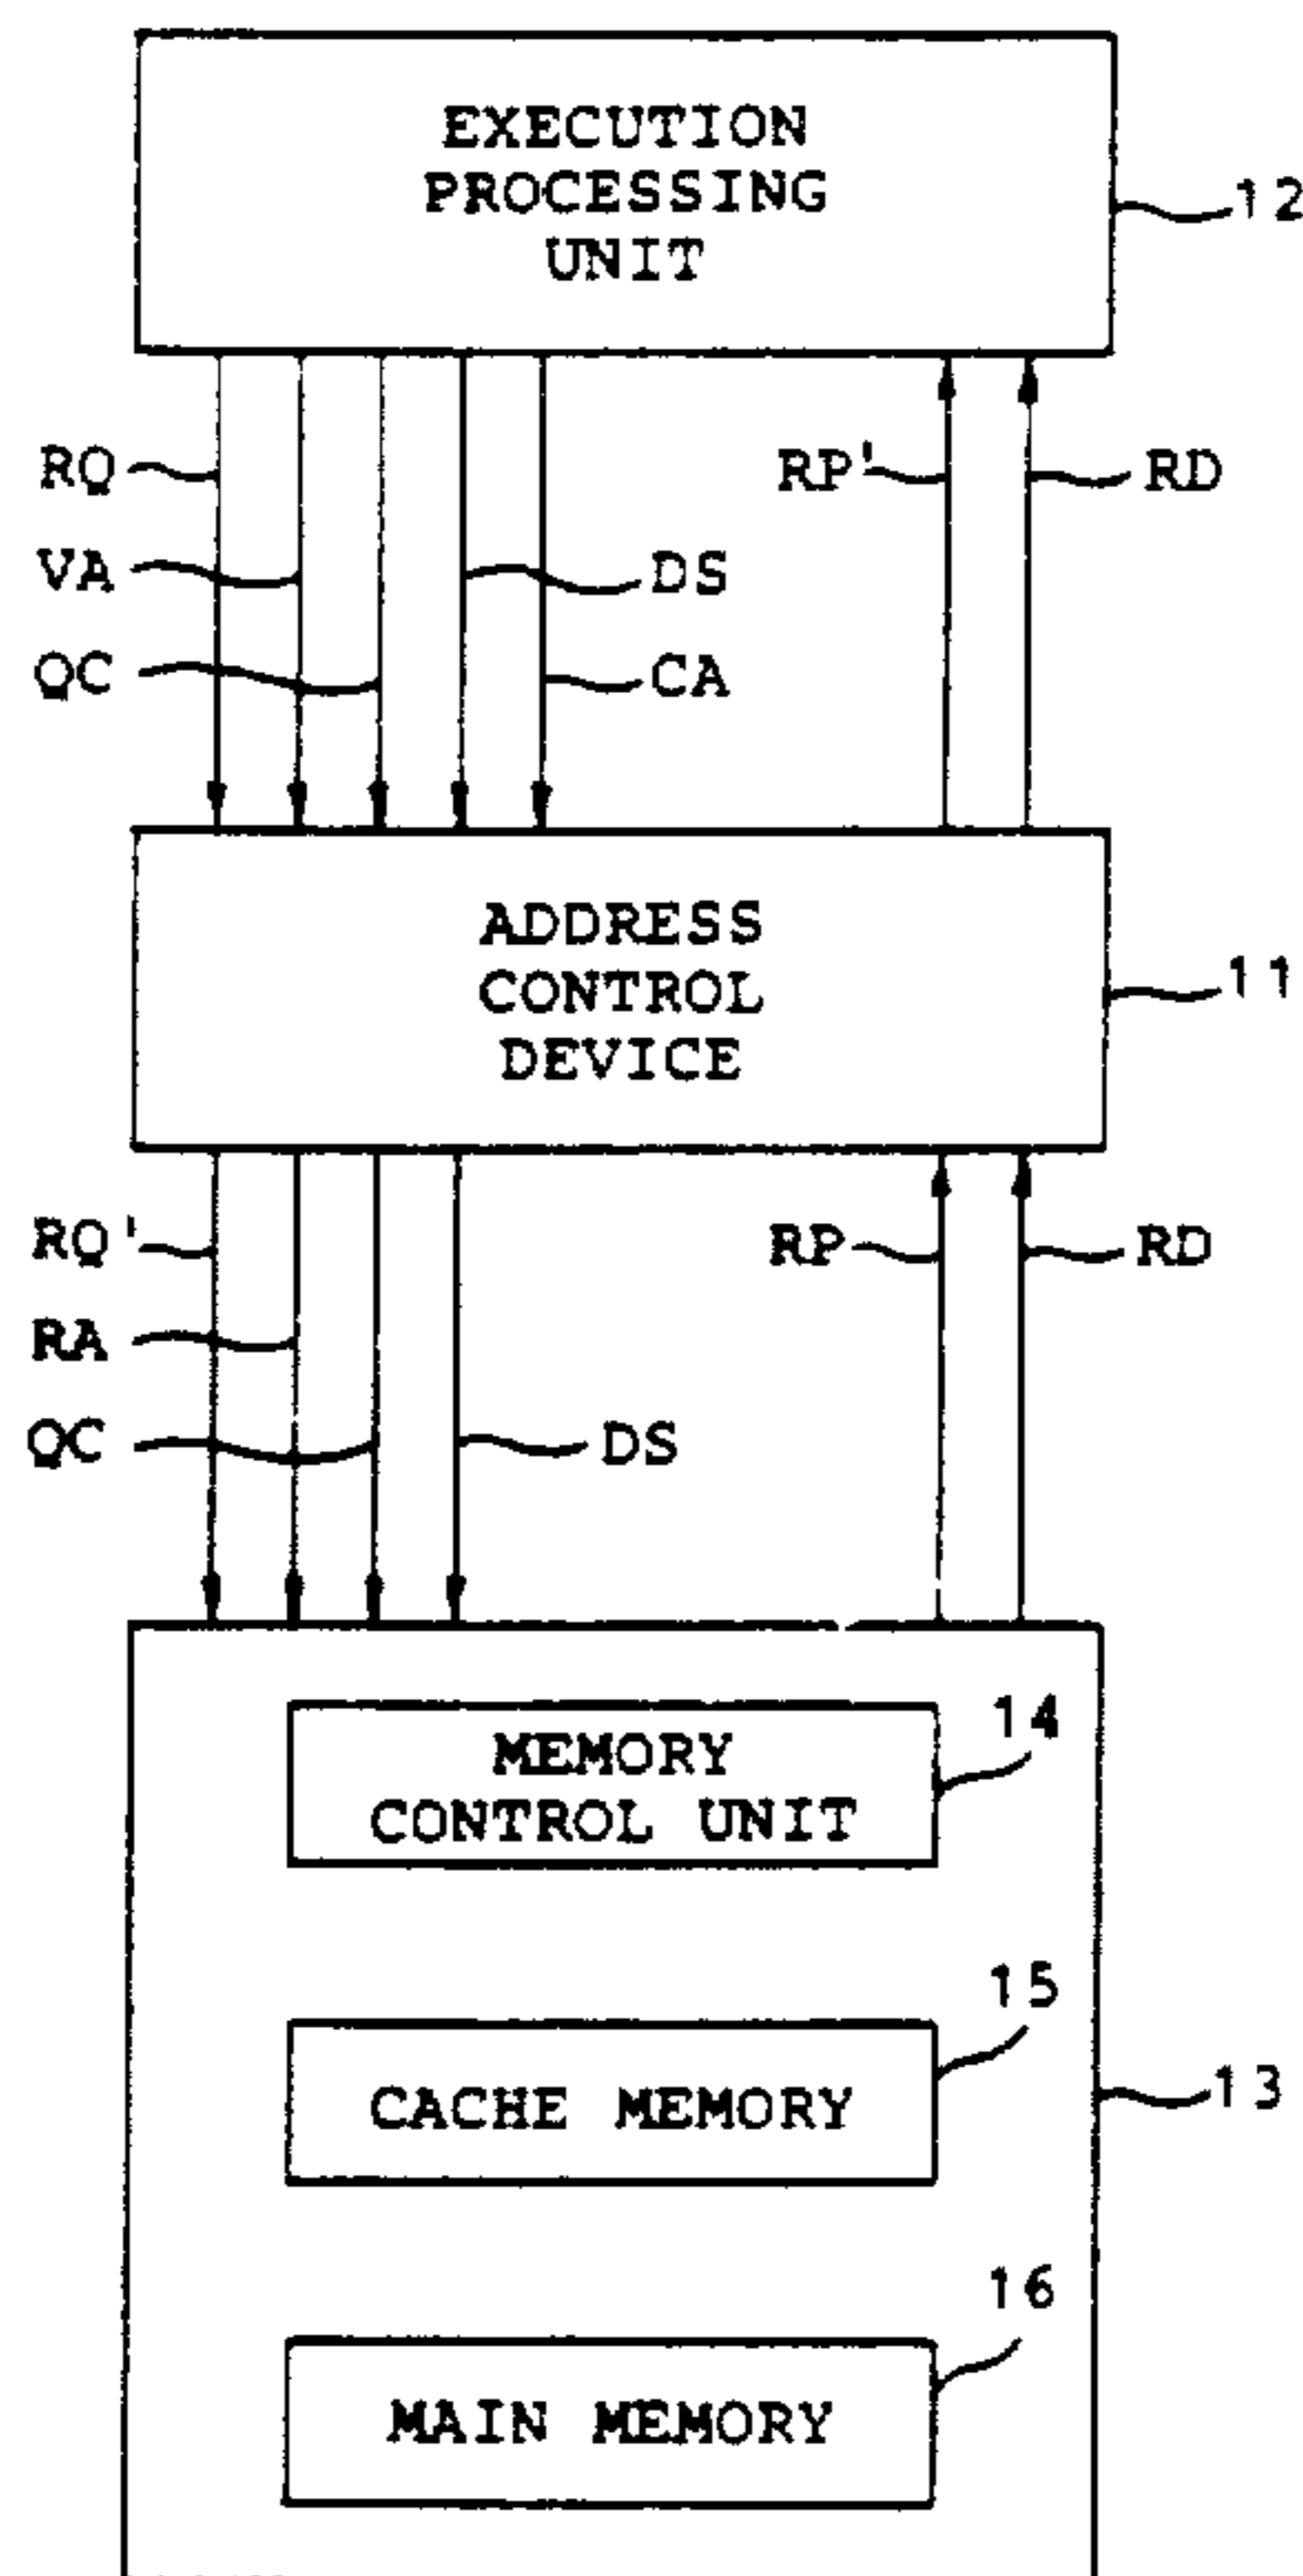 EXECUTION
PROCESSING
UNIT
12
RQ
RP'
RD
VA
DS
QC
CA
ADDRESS
CONTROL
DEVICE
11
RQ'
RP
RD
RA
QC
DS
MEMORY
CONTROL UNIT
14
15
CACHE MEMORY
13
16
MAIN MEMORY